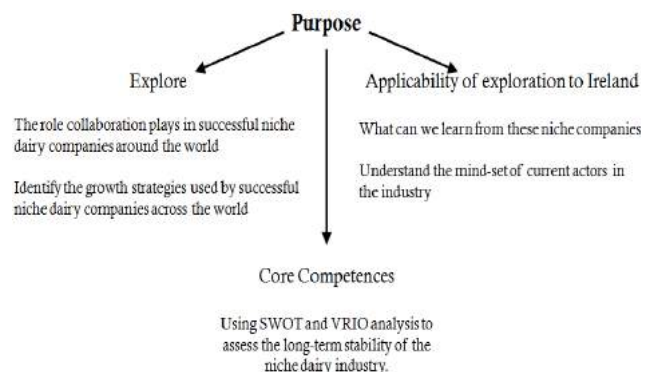 Purpose
Explore
The role collaboration plays in successful niche
dairy companies around the world
Identify the growth strategies used by successful
niche dairy companies across the world
Applicability of exploration to Ireland
What can we learn from these niche companies
Understand the mind-set of current actors in
the industry
Core Competences
Using SWOT and VRIO analysis to
assess the long-term stability of the
niche dairy industry.